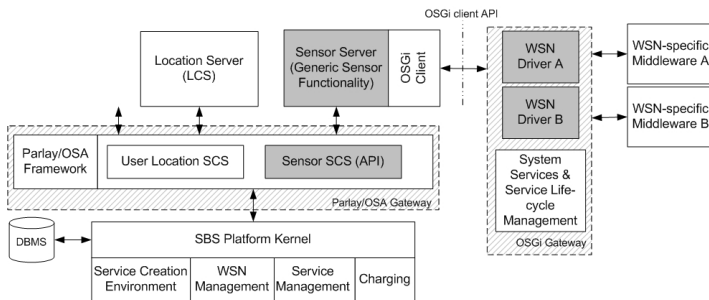 OSGi client API
Location Server
(LCS)
Sensor Server
(Generic Sensor
Functionality)
OSGi
Client
WSN
Driver A
WSN-specific
Middleware A
WSN
Driver B
WSN-specific
Middleware B
System
Services &
Service Life-
cycle
Management
OSGi Gateway
Parlay/OSA
Framework
User Location SCS
Sensor SCS (API)
Parlay/OSA Gateway
DBMS
SBS Platform Kernel
Service Creation
Environment
WSN
Management
Service
Management
Charging